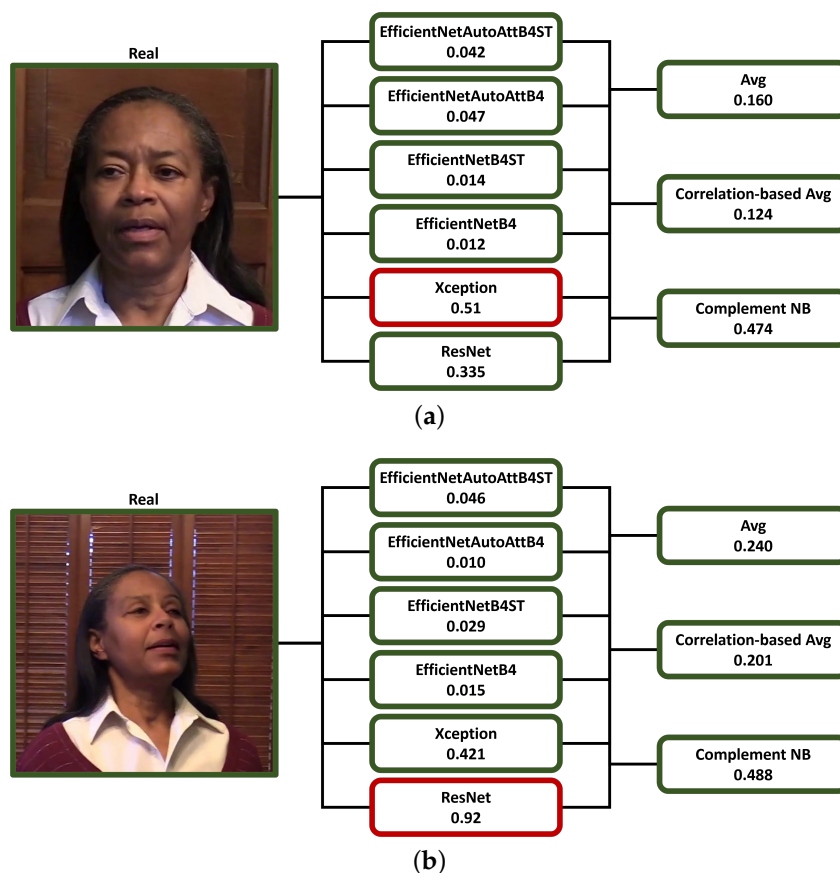 Real
EfficientNetAutoAttB4ST
0.042
EfficientNetAutoAttB4
0.047
EfficientNetB4ST
0.014
EfficientNetB4
0.012
Xception
0.51
ResNet
0.335
Avg
0.160
Correlation-based Avg
0.124
Complement NB
0.474
(a)
Real
EfficientNetAutoAttB4ST
0.046
EfficientNetAutoAttB4
0.010
EfficientNetB4ST
0.029
EfficientNetB4
0.015
Xception
0.421
ResNet
0.92
Avg
0.240
Correlation-based Avg
0.201
Complement NB
0.488
(b)